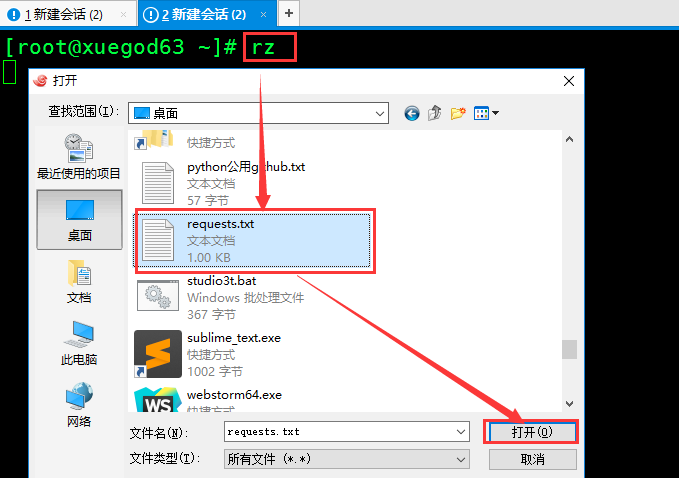 1 新建会话 (2) ×
2 新建会话 (2) ×
+
[root@xuegod63 ~]# rz
打开
查找范围(I):
桌面
最近使用的项目
桌面
文档
此电脑
网络
快捷方式
python公用github.txt
文本文档
57 字节
requests.txt
文本文档
1.00 KB
studio3t.bat
Windows 批处理文件
367 字节
sublime_text.exe
快捷方式
1002 字节
webstorm64.exe
快捷方式
文件名(N):
requests.txt
打开(O)
文件类型(T):
所有文件 (*.*)
取消